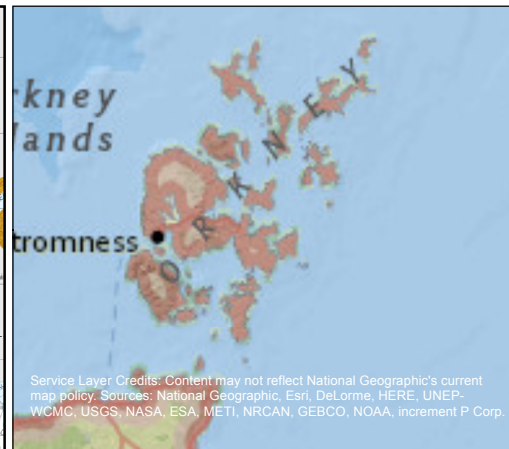 rkney
lands
ORKNEY
tromness
Service Layer Credits: Content may not reflect National Geographic's current
map policy. Sources: National Geographic, Esri, DeLorme, HERE, UNEP-
WCMC, USGS, NASA, ESA, METI, NRCAN, GEBCO, NOAA, increment P Corp.